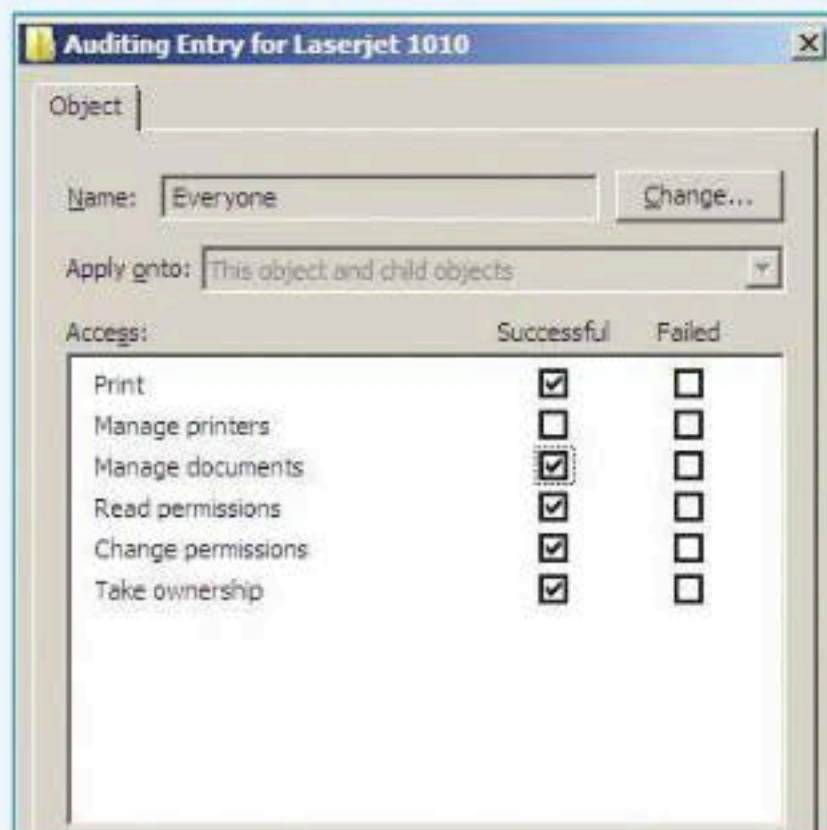 Auditing Entry for Laserjet 1010
Object
Name: Everyone Change...
Apply onto: This object and child objects
Access: Successful Failed
Print
Manage printers
Manage documents
Read permissions
Change permissions
Take ownership